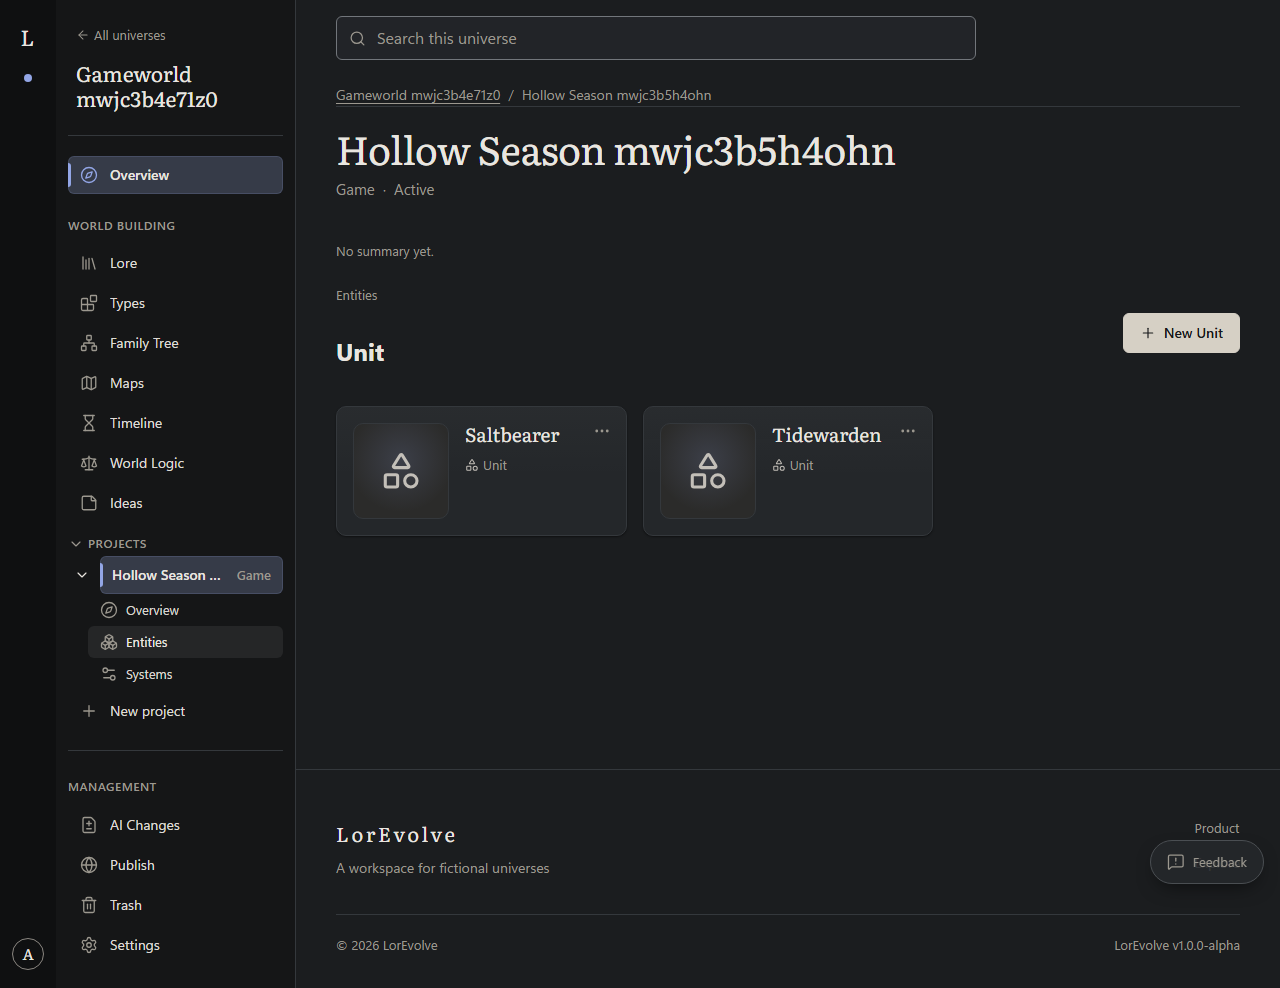 L
← All universes
Gameworld
mwjc3b4e71z0
Overview
WORLD BUILDING
Lore
Types
Family Tree
Maps
Timeline
World Logic
Ideas
PROJECTS
Hollow Season ... Game
Overview
Entities
Systems
New project
MANAGEMENT
AI Changes
Publish
Trash
Settings
A
Search this universe
Gameworld mwjc3b4e71z0 / Hollow Season mwjc3b5h4ohn
Hollow Season mwjc3b5h4ohn
Game · Active
No summary yet.
Entities
Unit
+ New Unit
Saltbearer
Unit
Tidewarden
Unit
LorEvolve
A workspace for fictional universes
Product
Feedback
© 2026 LorEvolve
LorEvolve v1.0.0-alpha